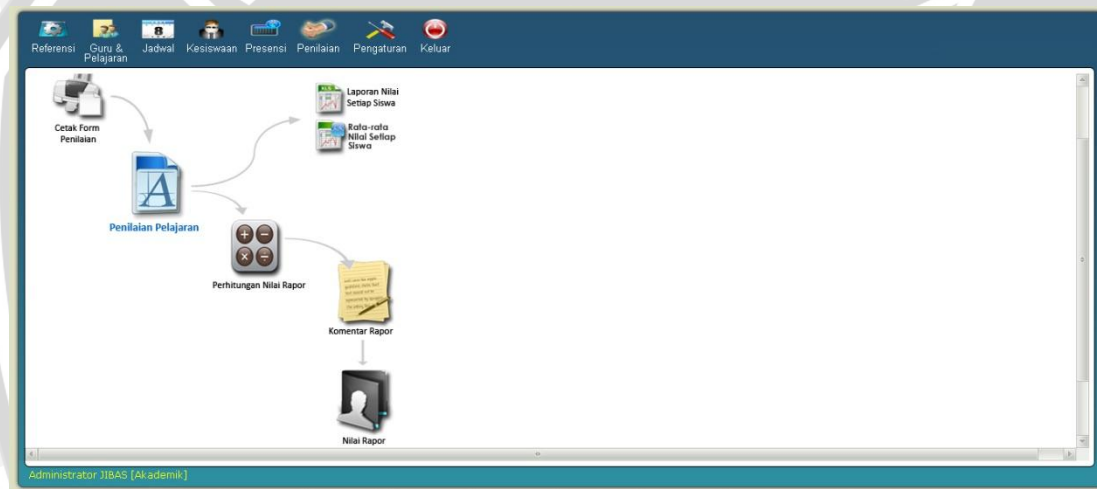 Referensi
Guru &
Pelajaran
Jadwal
Kesiswaan
Presensi
Penilaian
Pengaturan
Keluar
8
Cetak Form
Penilaian
Laporan Nilai
Setiap Siswa
Rata-rata
Nilai Setiap
Siswa
A
Penilaian Pelajaran
Perhitungan Nilai Rapor
Komentar Rapor
Nilai Rapor
Administrator JIBAS [Akademik]